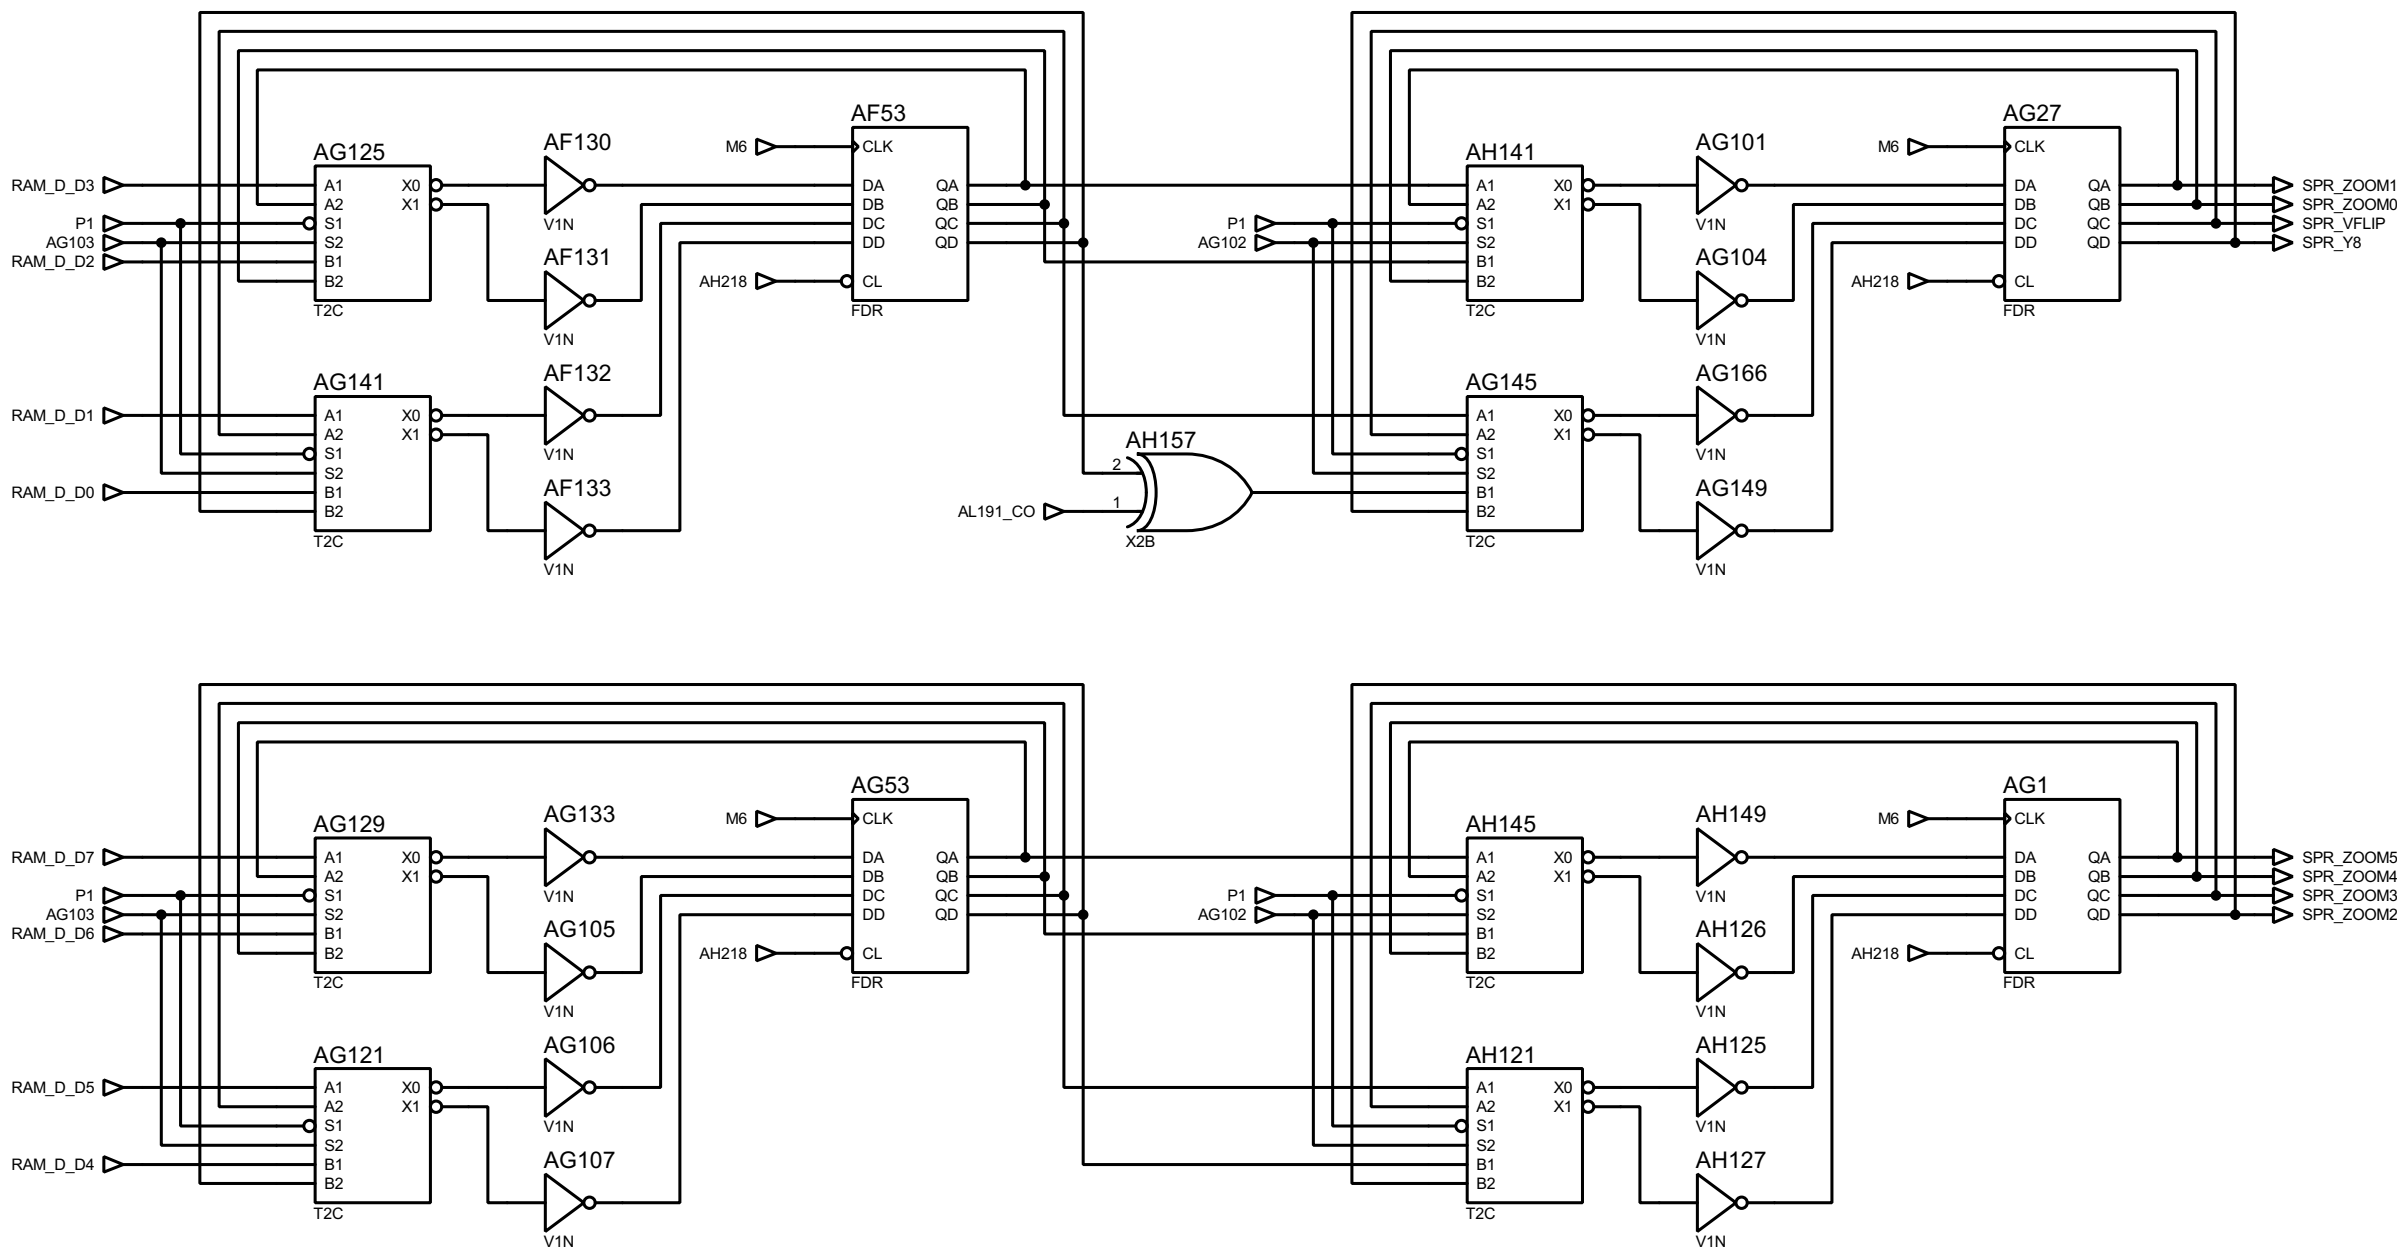 AF53
AG27
AG125
AF130
M6
CLK
AH141
AG101
M6
CLK
RAM_D_D3
A1
X0
DA
QA
A1
X0
DA
QA
SPR_ZOOM1
A2
X1
V1N
DB
QB
A2
X1
V1N
DB
QB
SPR_ZOOM0
P1
S1
DC
QC
P1
S1
DC
QC
SPR_VFLIP
AG103
S2
AF131
DD
QD
AG102
S2
AG104
DD
QD
SPR_Y8
RAM_D_D2
B1
B1
B2
AH218
CL
B2
AH218
CL
T2C
FDR
T2C
FDR
V1N
V1N
AG141
AF132
AG145
AG166
RAM_D_D1
A1
X0
A1
X0
A2
X1
V1N
AH157
A2
X1
V1N
S1
S1
S2
AF133
2
S2
AG149
RAM_D_D0
B1
B1
B2
AL191_CO
1
B2
T2C
X2B
T2C
V1N
V1N
AG53
AG1
AG129
AG133
M6
CLK
AH145
AH149
M6
CLK
RAM_D_D7
A1
X0
DA
QA
A1
X0
DA
QA
SPR_ZOOM5
A2
X1
V1N
DB
QB
A2
X1
V1N
DB
QB
SPR_ZOOM4
P1
S1
DC
QC
P1
S1
DC
QC
SPR_ZOOM3
AG103
S2
AG105
DD
QD
AG102
S2
AH126
DD
QD
SPR_ZOOM2
RAM_D_D6
B1
B1
B2
AH218
CL
B2
AH218
CL
T2C
FDR
T2C
FDR
V1N
V1N
AG121
AG106
AH121
AH125
RAM_D_D5
A1
X0
A1
X0
A2
X1
V1N
A2
X1
V1N
S1
S1
S2
AG107
S2
AH127
RAM_D_D4
B1
B1
B2
B2
T2C
T2C
V1N
V1N